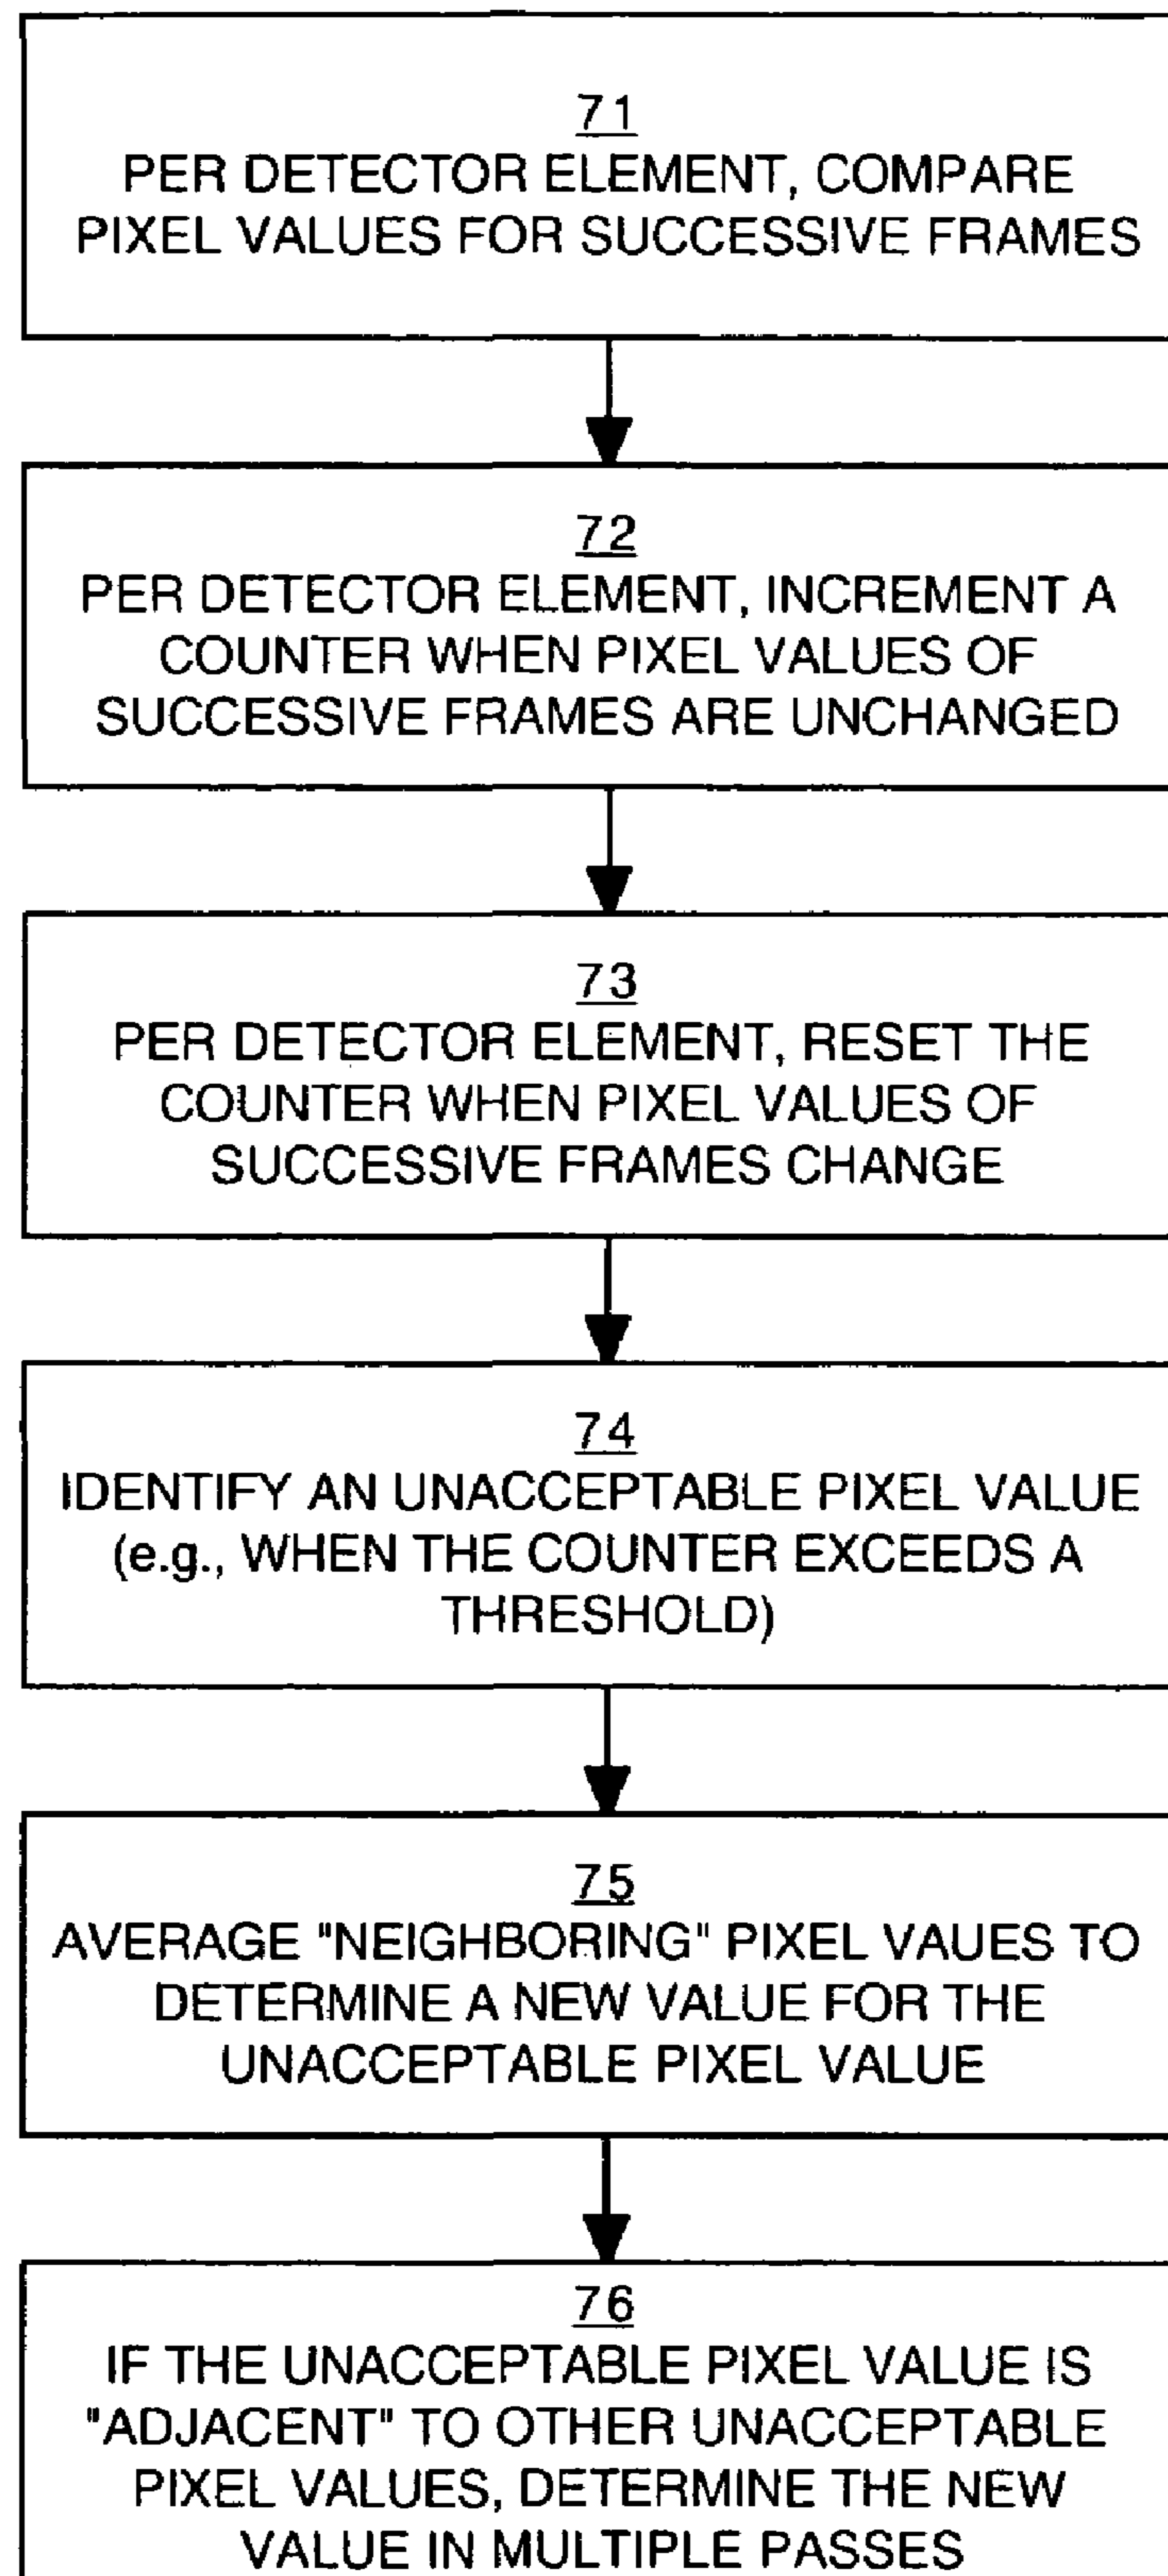 71
PER DETECTOR ELEMENT, COMPARE
PIXEL VALUES FOR SUCCESSIVE FRAMES
72
PER DETECTOR ELEMENT, INCREMENT A
COUNTER WHEN PIXEL VALUES OF
SUCCESSIVE FRAMES ARE UNCHANGED
73
PER DETECTOR ELEMENT, RESET THE
COUNTER WHEN PIXEL VALUES OF
SUCCESSIVE FRAMES CHANGE
74
IDENTIFY AN UNACCEPTABLE PIXEL VALUE
(e.g., WHEN THE COUNTER EXCEEDS A
THRESHOLD)
75
AVERAGE "NEIGHBORING" PIXEL VAUES TO
DETERMINE A NEW VALUE FOR THE
UNACCEPTABLE PIXEL VALUE
76
IF THE UNACCEPTABLE PIXEL VALUE IS
"ADJACENT" TO OTHER UNACCEPTABLE
PIXEL VALUES, DETERMINE THE NEW
VALUE IN MULTIPLE PASSES